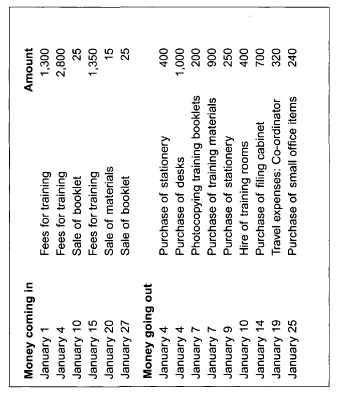 Money coming in Amount
January 1 Fees for training 1,300
January 4 Fees for training 2,800
January 10 Sale of booklet 25
January 15 Fees for training 1,350
January 20 Sale of materials 15
January 27 Sale of booklet 25
Money going out
January 4 Purchase of stationery 400
January 4 Purchase of desks 1,000
January 7 Photocopying training booklets 200
January 7 Purchase of training materials 900
January 9 Purchase of stationery 250
January 10 Hire of training rooms 400
January 14 Purchase of filing cabinet 700
January 19 Travel expenses: Co-ordinator 320
January 25 Purchase of small office items 240